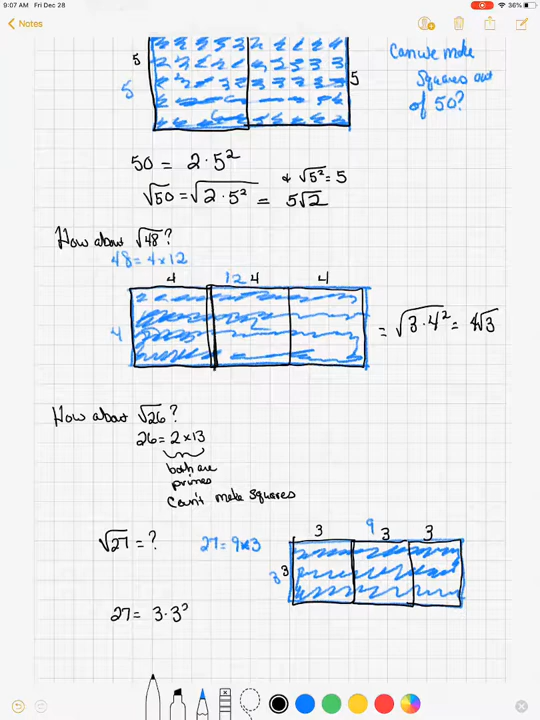 9:07 AM Fri Dec 28
36%
Notes
5
5
5
Can we make
Squares out
of 50?
50 = 2·5²
√50 = √2·5² = 5√2
& √5² = 5
How about √48?
48 = 4 x 12
4 12 4 4
4
= √3·4² = 4√3
How about √26?
26 = 2 x 13
both are
primes
Can't make squares
√27 = ?
27 = 9x3
3 9 3 3
3 3
27 = 3·3²